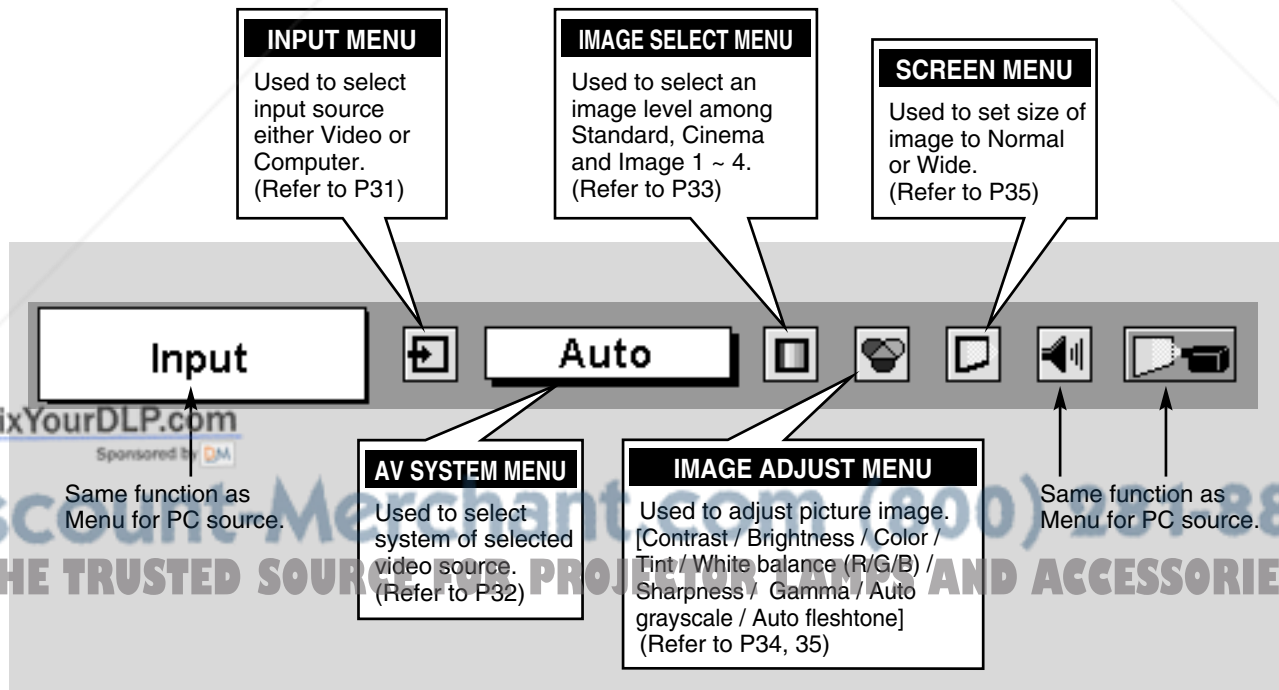 INPUT MENU
Used to select
input source
either Video or
Computer.
(Refer to P31)
IMAGE SELECT MENU
Used to select an
image level among
Standard, Cinema
and Image 1 ~ 4.
(Refer to P33)
SCREEN MENU
Used to set size of
image to Normal
or Wide.
(Refer to P35)
Input
Auto
ixYourDLP.com
Sponsored by DM
Same function as
Menu for PC source.
AV SYSTEM MENU
Used to select
system of selected
video source.
(Refer to P32)
IMAGE ADJUST MENU
Used to adjust picture image.
[Contrast / Brightness / Color /
Tint / White balance (R/G/B) /
Sharpness / Gamma / Auto
grayscale / Auto fleshtone]
(Refer to P34, 35)
Same function as
Menu for PC source.
scount-Merchant.com (800) 281-88
HE TRUSTED SOURCE FOR PROJECTOR LAMPS AND ACCESSORIE